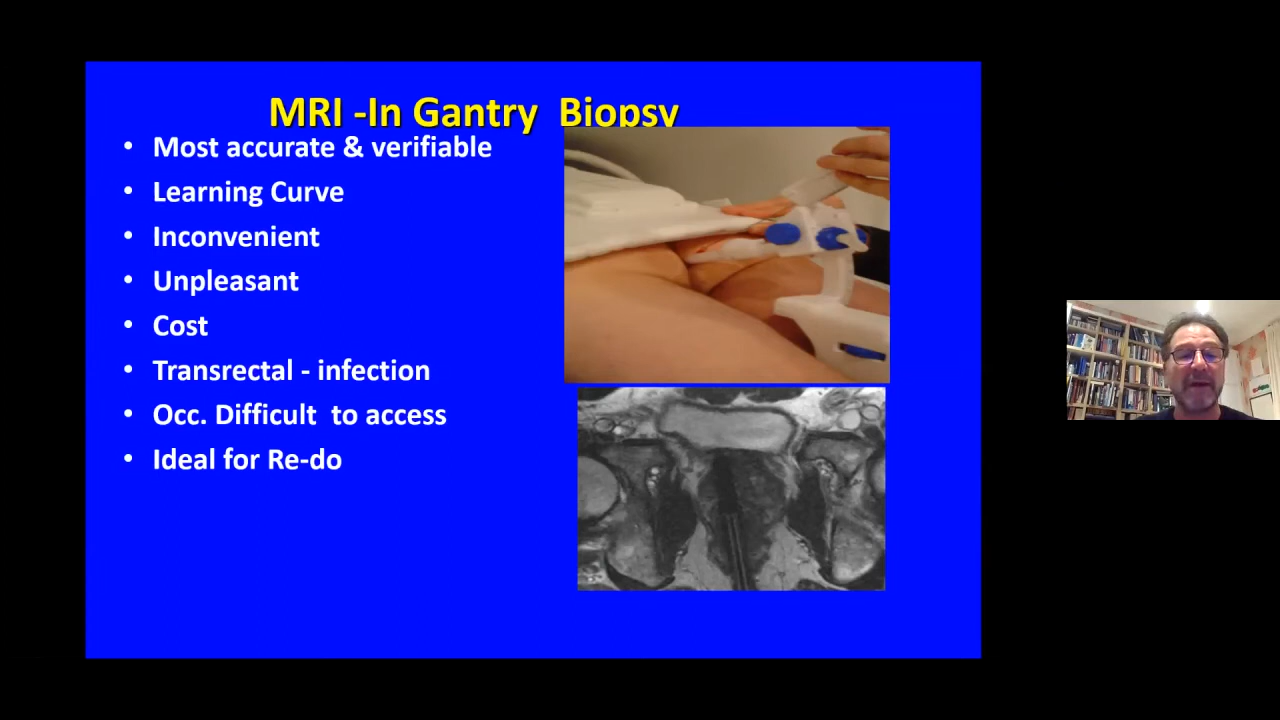 MRI -In Gantry  Biopsy
• Most accurate & verifiable
• Learning Curve
• Inconvenient
• Unpleasant
• Cost
• Transrectal - infection
• Occ. Difficult  to access
• Ideal for Re-do